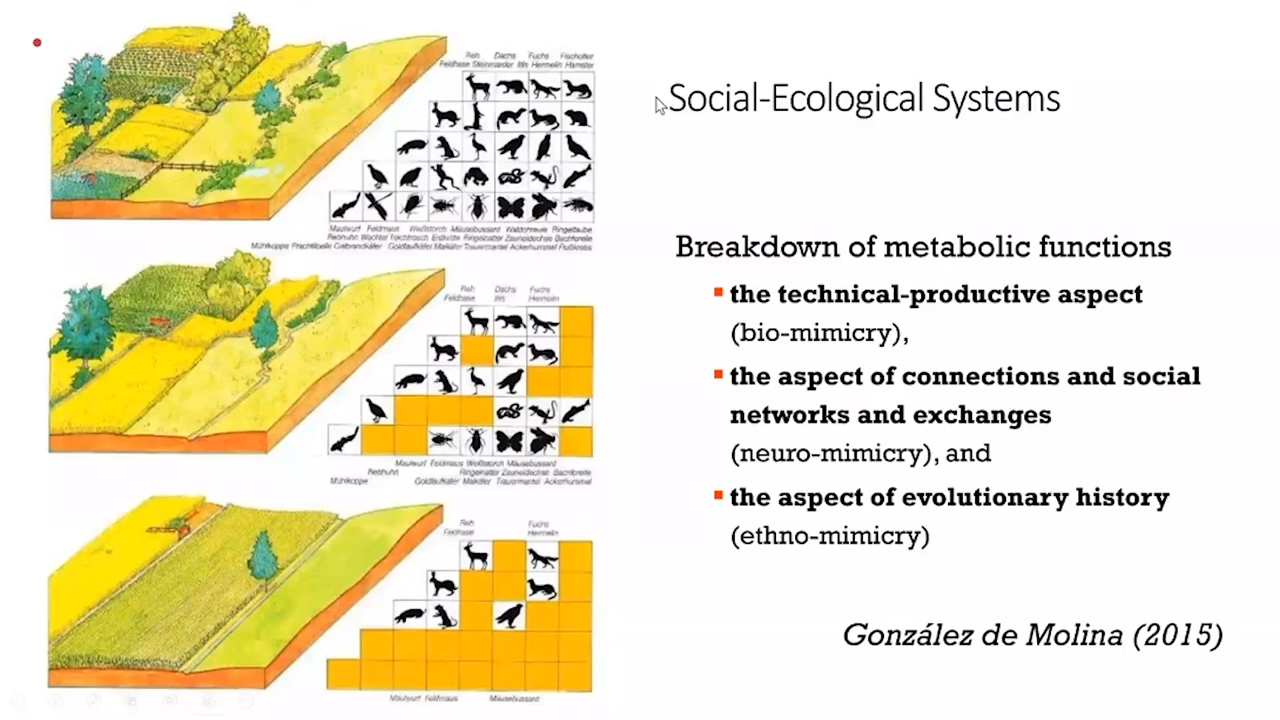 Reh Dachs Fuchs Fischotter
Feldhase Steinmarder Iltis Hermelin Hamster
Maulwurf Feldmaus Weißstorch Mäusebussard Waldohreule Ringeltaube
Rebhuhn Wachtel Teichfrosch Erdkröte Ringelnatter Zauneidechse Bachforelle
Mühlkoppe Prachtlibelle Gelbrandkäfer Goldlaufkäfer Maikäfer Trauermantel Ackerhummel Flußkrebs
Reh Dachs Fuchs
Feldhase Iltis Hermelin
Maulwurf Feldmaus Weißstorch Mäusebussard
Rebhuhn Ringelnatter Zauneidechse Bachforelle
Mühlkoppe Goldlaufkäfer Maikäfer Trauermantel Ackerhummel
Reh Fuchs
Feldhase Hermelin
Maulwurf Feldmaus Mäusebussard
Social-Ecological Systems
Breakdown of metabolic functions
the technical-productive aspect
(bio-mimicry),
the aspect of connections and social
networks and exchanges
(neuro-mimicry), and
the aspect of evolutionary history
(ethno-mimicry)
González de Molina (2015)